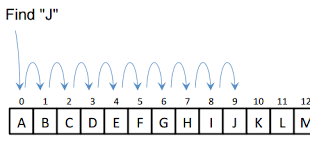 Find "J"
0 1 2 3 4 5 6 7 8 9 10 11 12
A B C D E F G H I J K L M